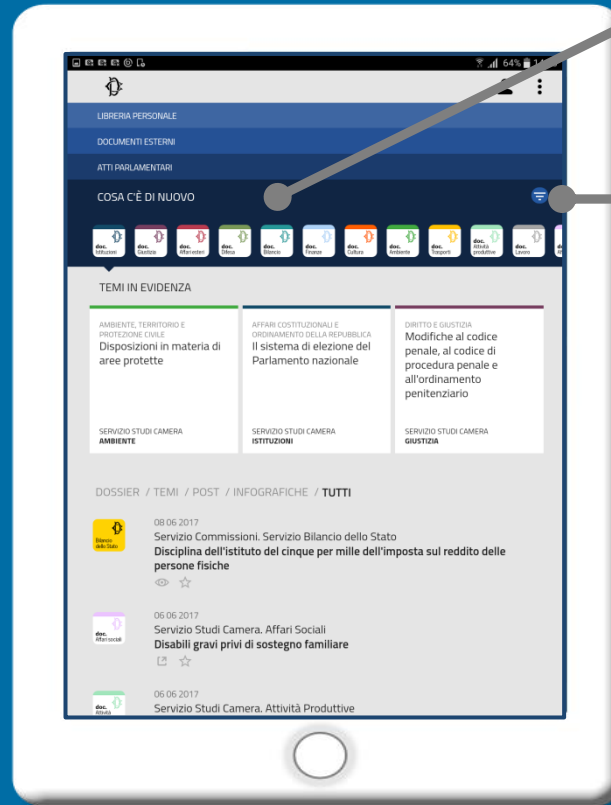 64%
LIBRERIA PERSONALE
DOCUMENTI ESTERNI
ATTI PARLAMENTARI
COSA C'È DI NUOVO
doc. Istituzioni
doc. Giustizia
doc. Affari esteri
doc. Difesa
doc. Bilancio
doc. Finanze
doc. Cultura
doc. Ambiente
doc. Trasporti
doc. Attività produttive
doc. Lavoro
TEMI IN EVIDENZA
AMBIENTE, TERRITORIO E
PROTEZIONE CIVILE
Disposizioni in materia di
aree protette
SERVIZIO STUDI CAMERA
AMBIENTE
AFFARI COSTITUZIONALI E
ORDINAMENTO DELLA REPUBBLICA
Il sistema di elezione del
Parlamento nazionale
SERVIZIO STUDI CAMERA
ISTITUZIONI
DIRITTO E GIUSTIZIA
Modifiche al codice
penale, al codice di
procedura penale e
all'ordinamento
penitenziario
SERVIZIO STUDI CAMERA
GIUSTIZIA
DOSSIER / TEMI / POST / INFOGRAFICHE / TUTTI
Bilancio
dello Stato
08 06 2017
Servizio Commissioni. Servizio Bilancio dello Stato
Disciplina dell'istituto del cinque per mille dell'imposta sul reddito delle
persone fisiche
doc.
Affari sociali
06 06 2017
Servizio Studi Camera. Affari Sociali
Disabili gravi privi di sostegno familiare
doc.
Attività
06 06 2017
Servizio Studi Camera. Attività Produttive